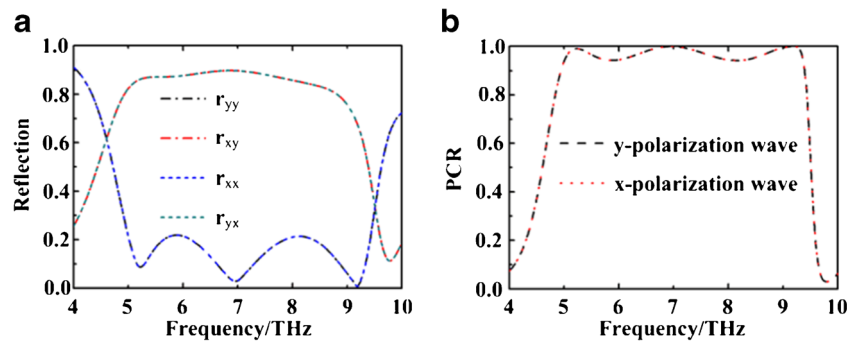 a
1.0
0.8
0.6
0.4
0.2
0.0
Reflection
r_yy
r_xy
r_xx
r_yx
4 5 6 7 8 9 10
Frequency/THz
b
1.0
0.8
0.6
0.4
0.2
0.0
PCR
y-polarization wave
x-polarization wave
4 5 6 7 8 9 10
Frequency/THz